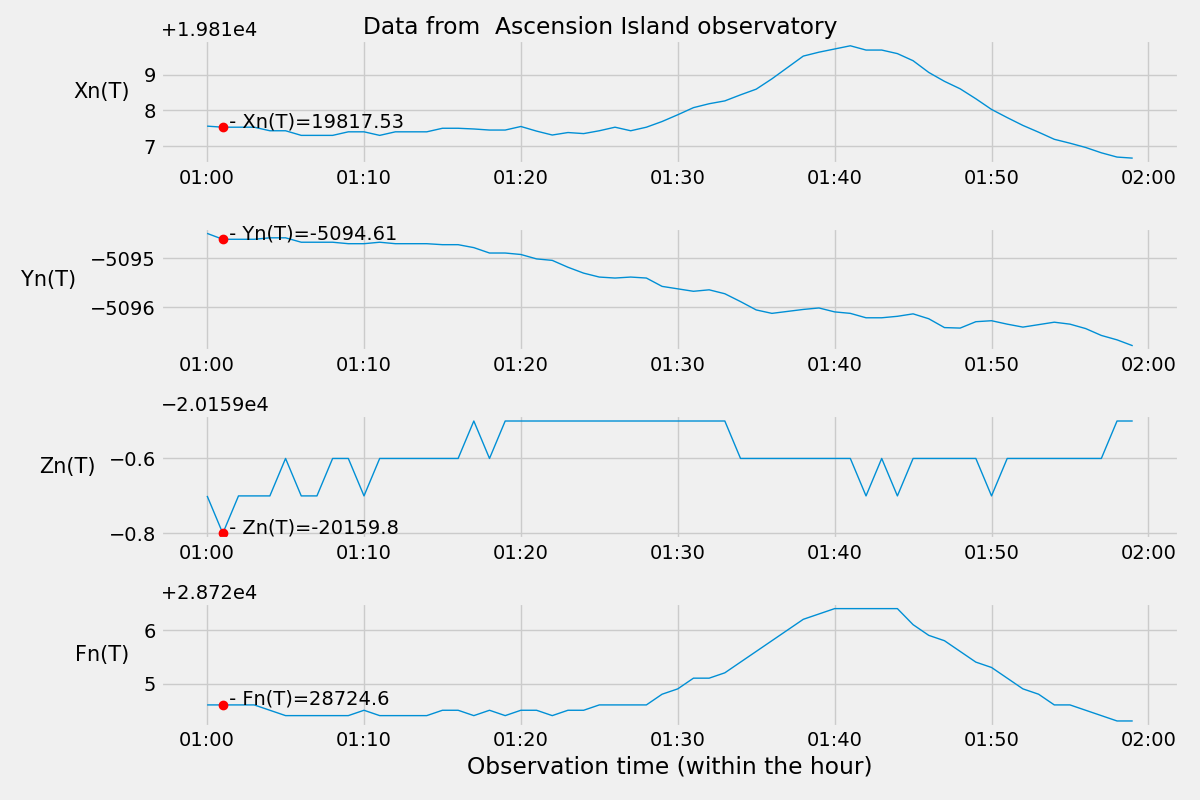 Data from  Ascension Island observatory
+1.981e4
Xn(T)
9
8
7
- Xn(T)=19817.53
01:00 01:10 01:20 01:30 01:40 01:50 02:00
Yn(T)
−5095
−5096
- Yn(T)=-5094.61
01:00 01:10 01:20 01:30 01:40 01:50 02:00
−2.0159e4
Zn(T)
−0.6
−0.8
- Zn(T)=-20159.8
01:00 01:10 01:20 01:30 01:40 01:50 02:00
+2.872e4
Fn(T)
6
5
- Fn(T)=28724.6
01:00 01:10 01:20 01:30 01:40 01:50 02:00
Observation time (within the hour)